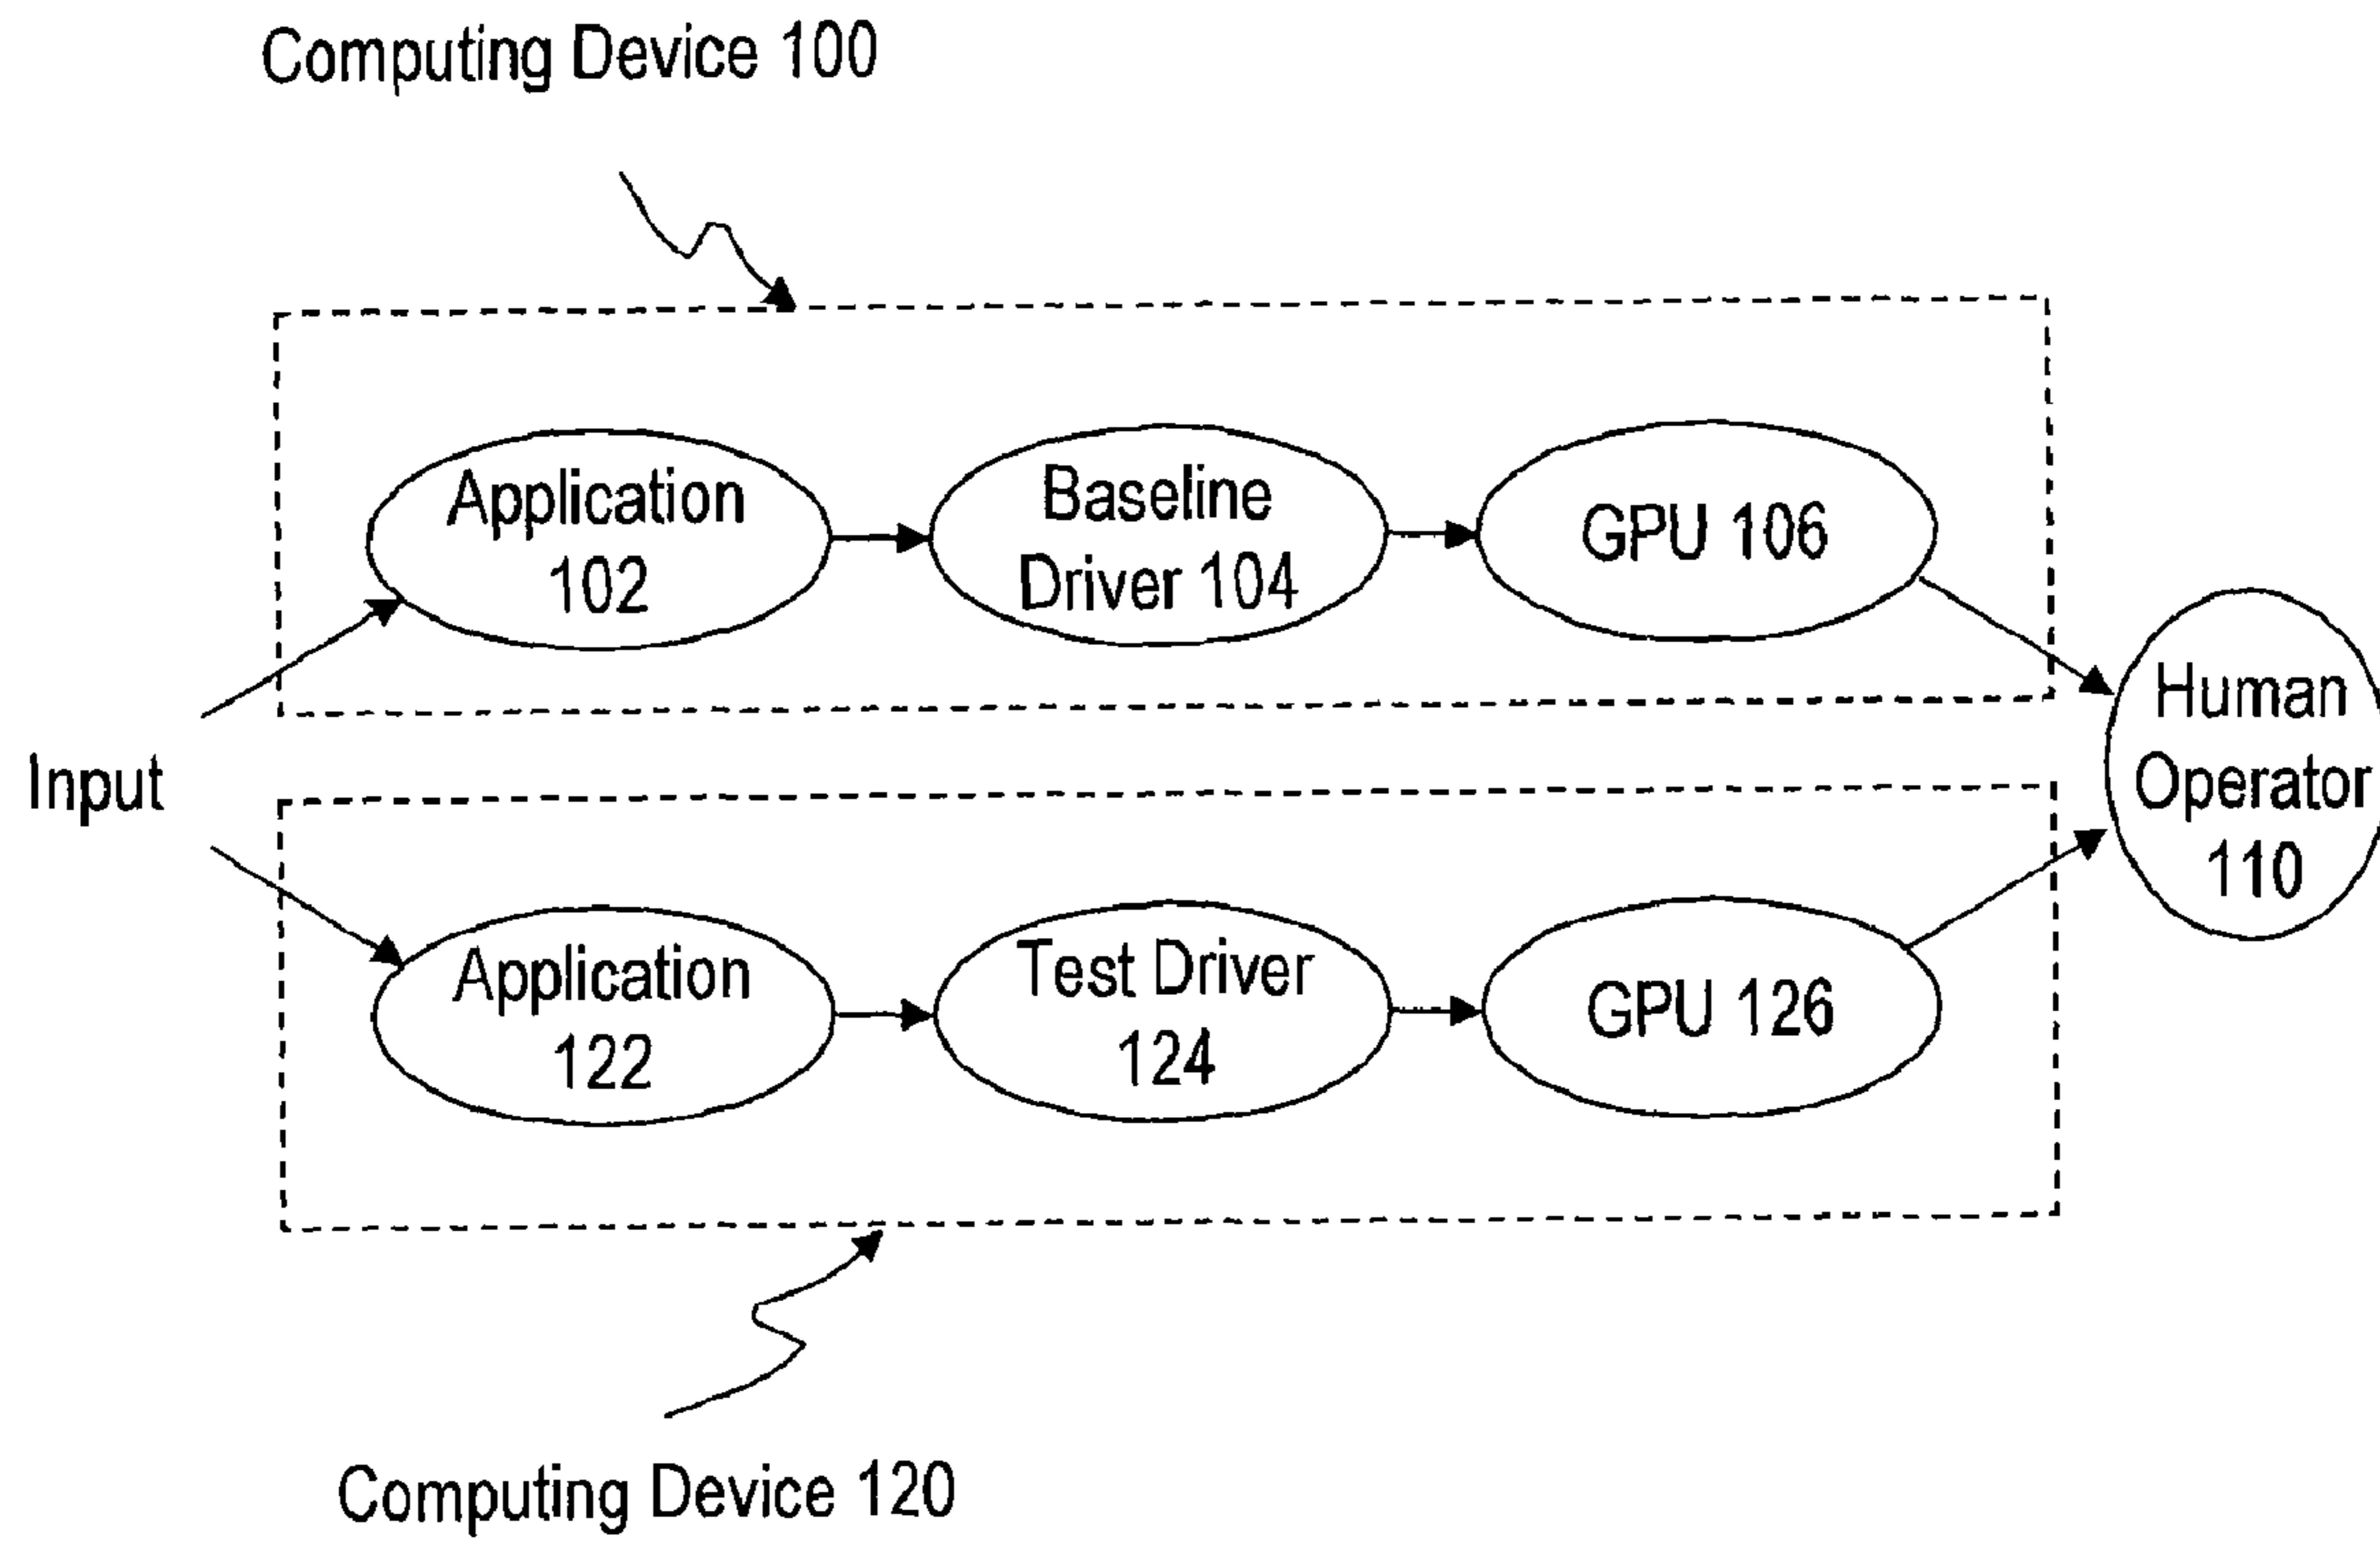 Computing Device 100
Application
102
Baseline
Driver 104
GPU 106
Human
Operator
110
Input
Application
122
Test Driver
124
GPU 126
Computing Device 120